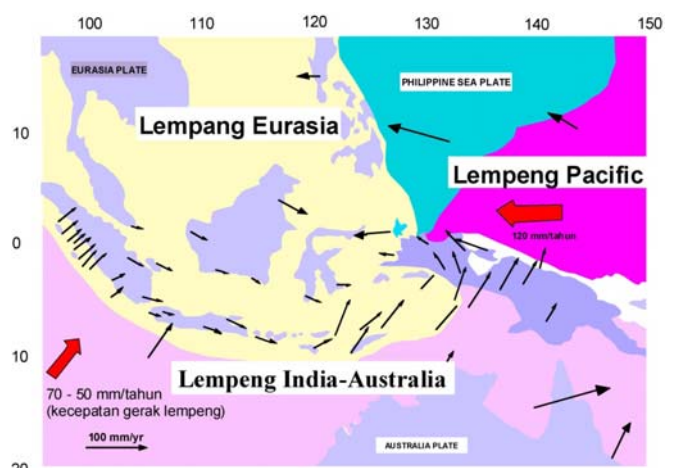 100 110 120 130 140 150
EURASIA PLATE
PHILIPPINE SEA PLATE
Lempang Eurasia
10
Lempeng Pacific
0
120 mm/tahun
10
Lempeng India-Australia
70 - 50 mm/tahun
(kecepatan gerak lempeng)
100 mm/yr
AUSTRALIA PLATE
20